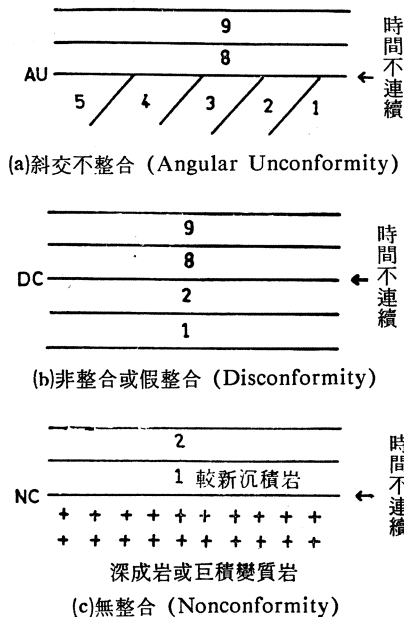 9
8
AU
5 4 3 2 1
時間不連續
(a)斜交不整合 (Angular Unconformity)
9
8
DC
2
1
時間不連續
(b)非整合或假整合 (Disconformity)
2
1 較新沉積岩
NC
時間不連續
深成岩或巨積變質岩
(c)無整合 (Nonconformity)